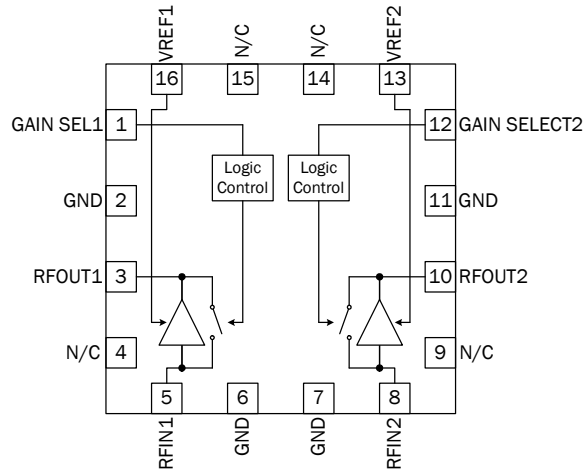 VREF1
N/C
N/C
VREF2
16
15
14
13
GAIN SEL1
1
12
GAIN SELECT2
Logic
Control
Logic
Control
GND
2
11
GND
RFOUT1
3
10
RFOUT2
N/C
4
9
N/C
5
6
7
8
RFIN1
GND
GND
RFIN2